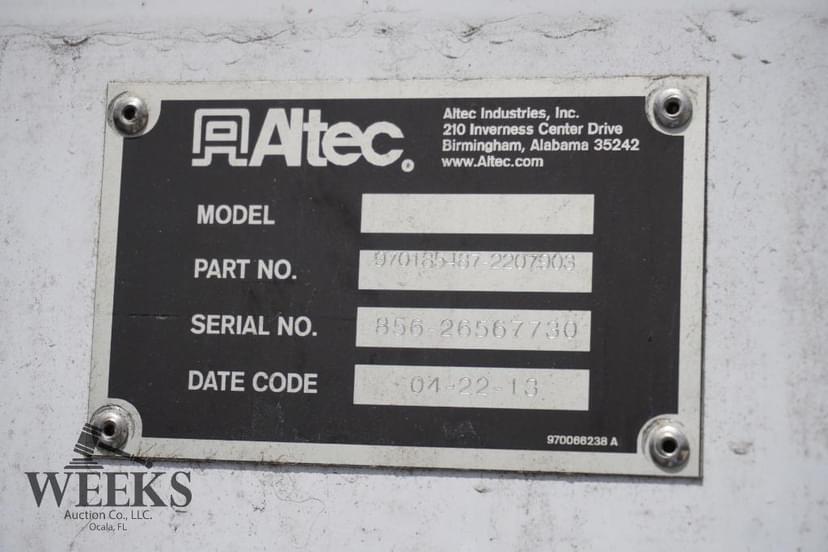 Altec
Altec Industries, Inc.
210 Inverness Center Drive
Birmingham, Alabama 35242
www.Altec.com
MODEL
PART NO. 970185487-2207903
SERIAL NO. 856-26567730
DATE CODE 04-22-13
970066238 A
WEEKS
Auction Co., LLC.
Ocala, FL